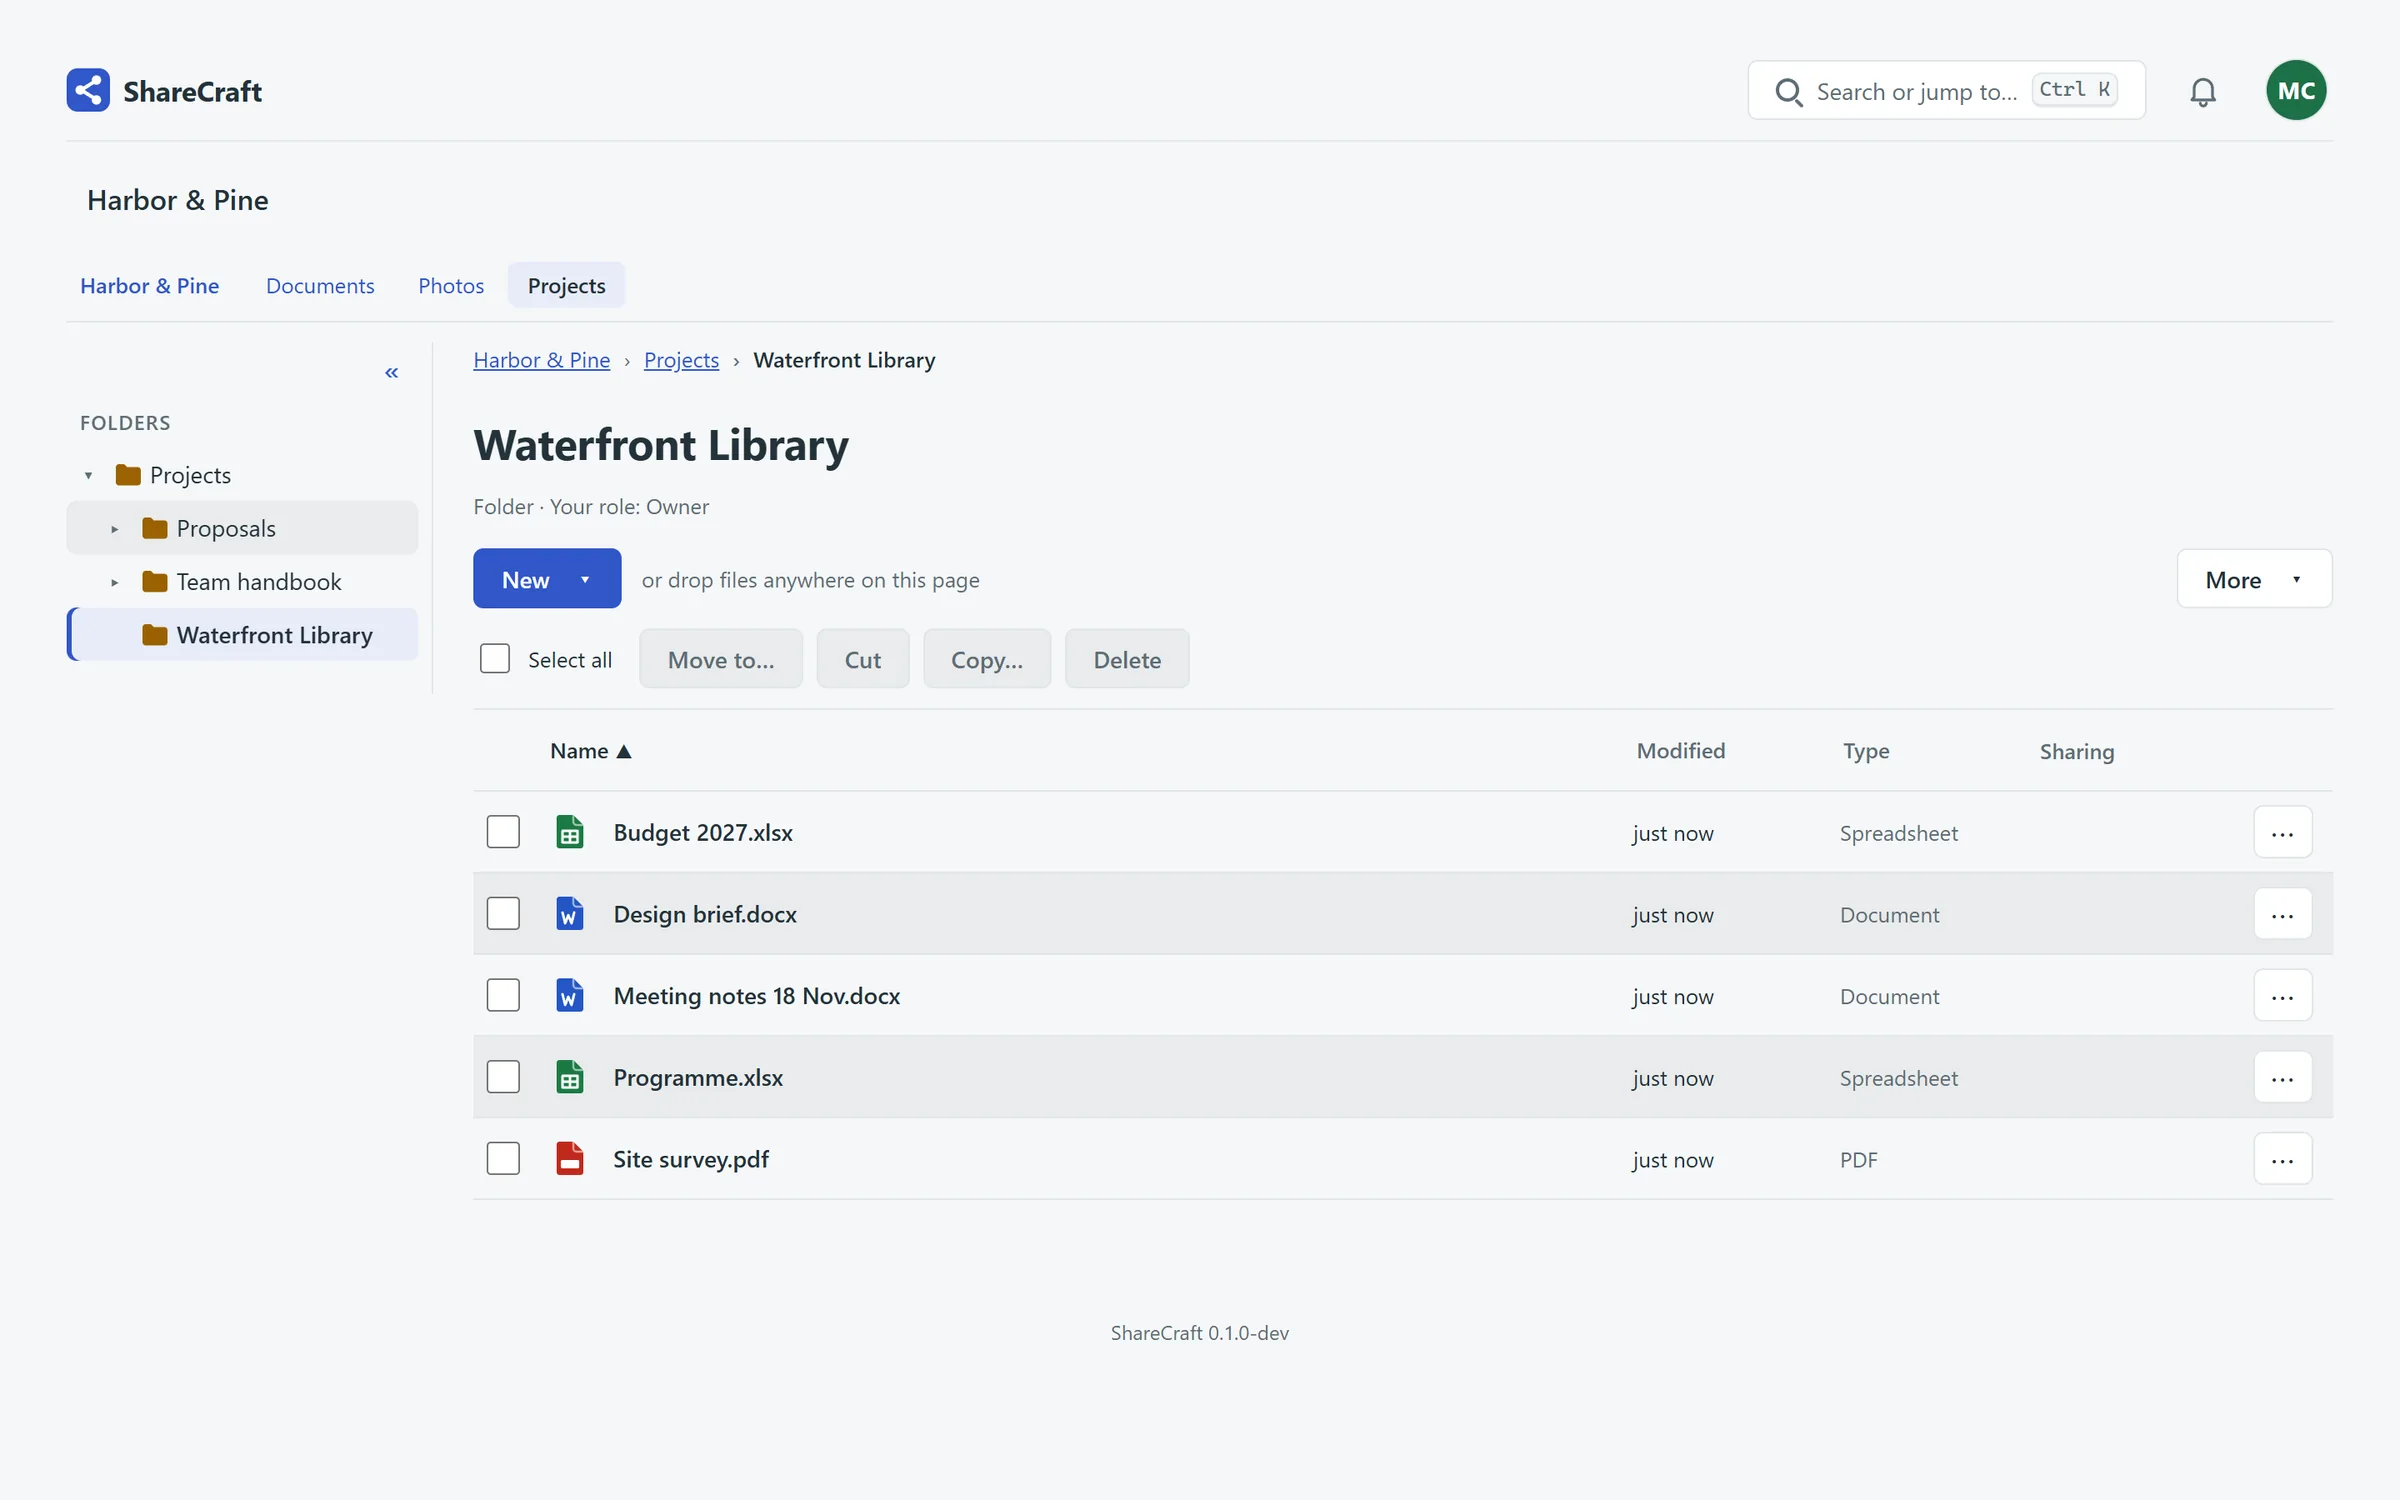 ShareCraft
Search or jump to... Ctrl K
MC
Harbor & Pine
Harbor & Pine Documents Photos Projects
«
FOLDERS
Projects
Proposals
Team handbook
Waterfront Library
Harbor & Pine › Projects › Waterfront Library
Waterfront Library
Folder · Your role: Owner
New or drop files anywhere on this page More
Select all Move to... Cut Copy... Delete
Name ▲ Modified Type Sharing
Budget 2027.xlsx just now Spreadsheet ...
Design brief.docx just now Document ...
Meeting notes 18 Nov.docx just now Document ...
Programme.xlsx just now Spreadsheet ...
Site survey.pdf just now PDF ...
ShareCraft 0.1.0-dev